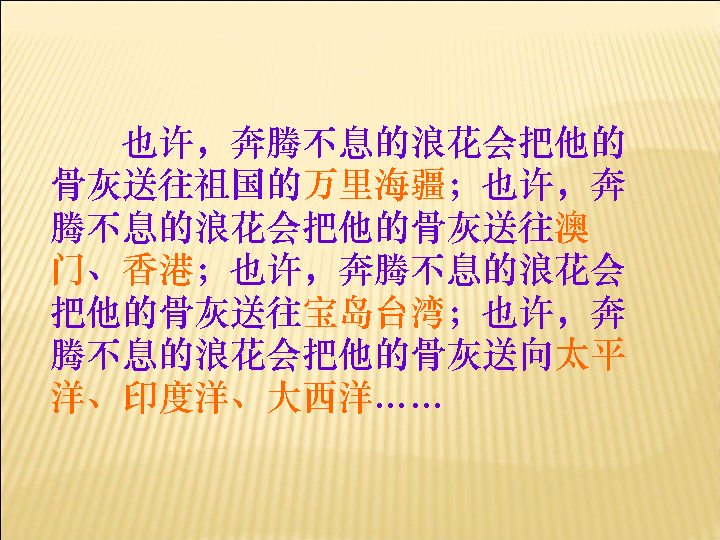 也许，奔腾不息的浪花会把他的
骨灰送往祖国的万里海疆；也许，奔
腾不息的浪花会把他的骨灰送往澳
门、香港；也许，奔腾不息的浪花会
把他的骨灰送往宝岛台湾；也许，奔
腾不息的浪花会把他的骨灰送向太平
洋、印度洋、大西洋……